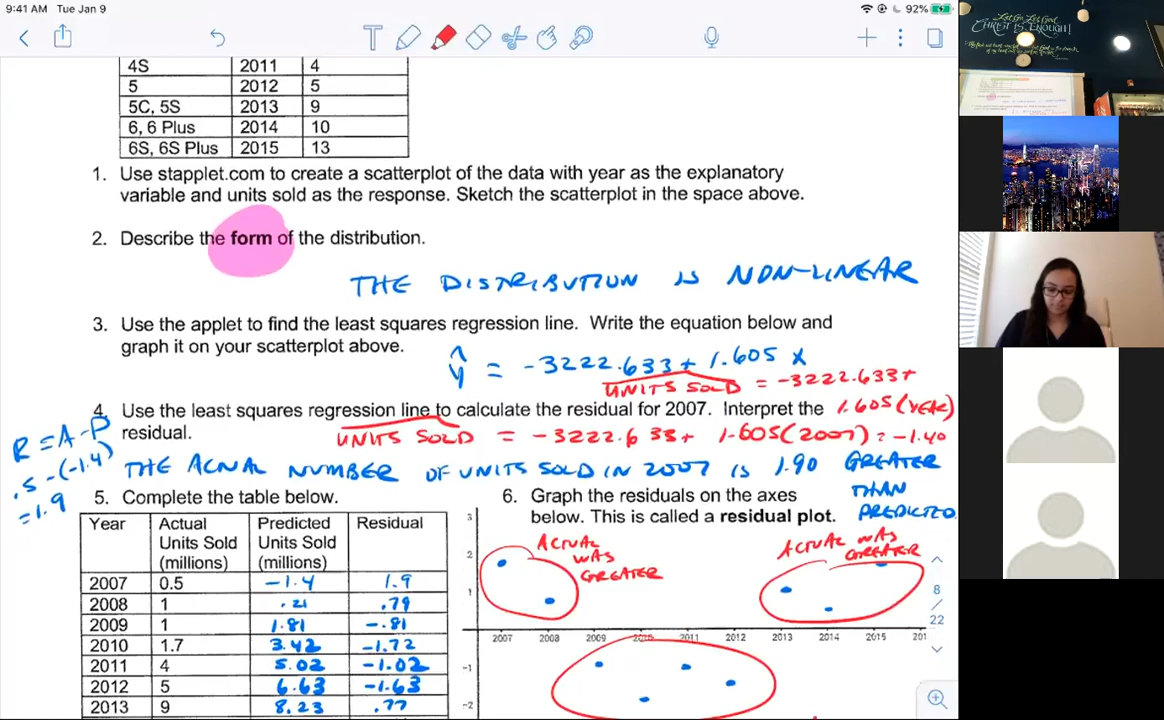 9:41 AM Tue Jan 9
92%
4S 2011 4
5 2012 5
5C, 5S 2013 9
6, 6 Plus 2014 10
6S, 6S Plus 2015 13
1. Use stapplet.com to create a scatterplot of the data with year as the explanatory
variable and units sold as the response. Sketch the scatterplot in the space above.
2. Describe the form of the distribution.
THE DISTRIBUTION IS NON-LINEAR
3. Use the applet to find the least squares regression line. Write the equation below and
graph it on your scatterplot above.
ŷ = -3222.633 + 1.605 x
UNITS SOLD = -3222.633+
1.605 (YEAR)
4. Use the least squares regression line to calculate the residual for 2007. Interpret the
residual.
UNITS SOLD = -3222.633+ 1.605(2007) = -1.40
R = A - P
.5 - (-1.4)
= 1.9
THE ACTUAL NUMBER OF UNITS SOLD IN 2007 IS 1.90 GREATER
THAN
PREDICTED.
5. Complete the table below.
Year Actual Units Sold (millions) Predicted Units Sold (millions) Residual
2007 0.5 -1.4 1.9
2008 1 .21 .79
2009 1 1.81 -.81
2010 1.7 3.42 -1.72
2011 4 5.02 -1.02
2012 5 6.63 -1.63
2013 9 8.23 .77
6. Graph the residuals on the axes
below. This is called a residual plot.
ACTUAL
WAS
GREATER
ACTUAL WAS
GREATER
3
2
1
2007 2008 2009 2010 2011 2012 2013 2014 2015 201
-1
-2
8
/
22
CHRIST IS ENOUGH!